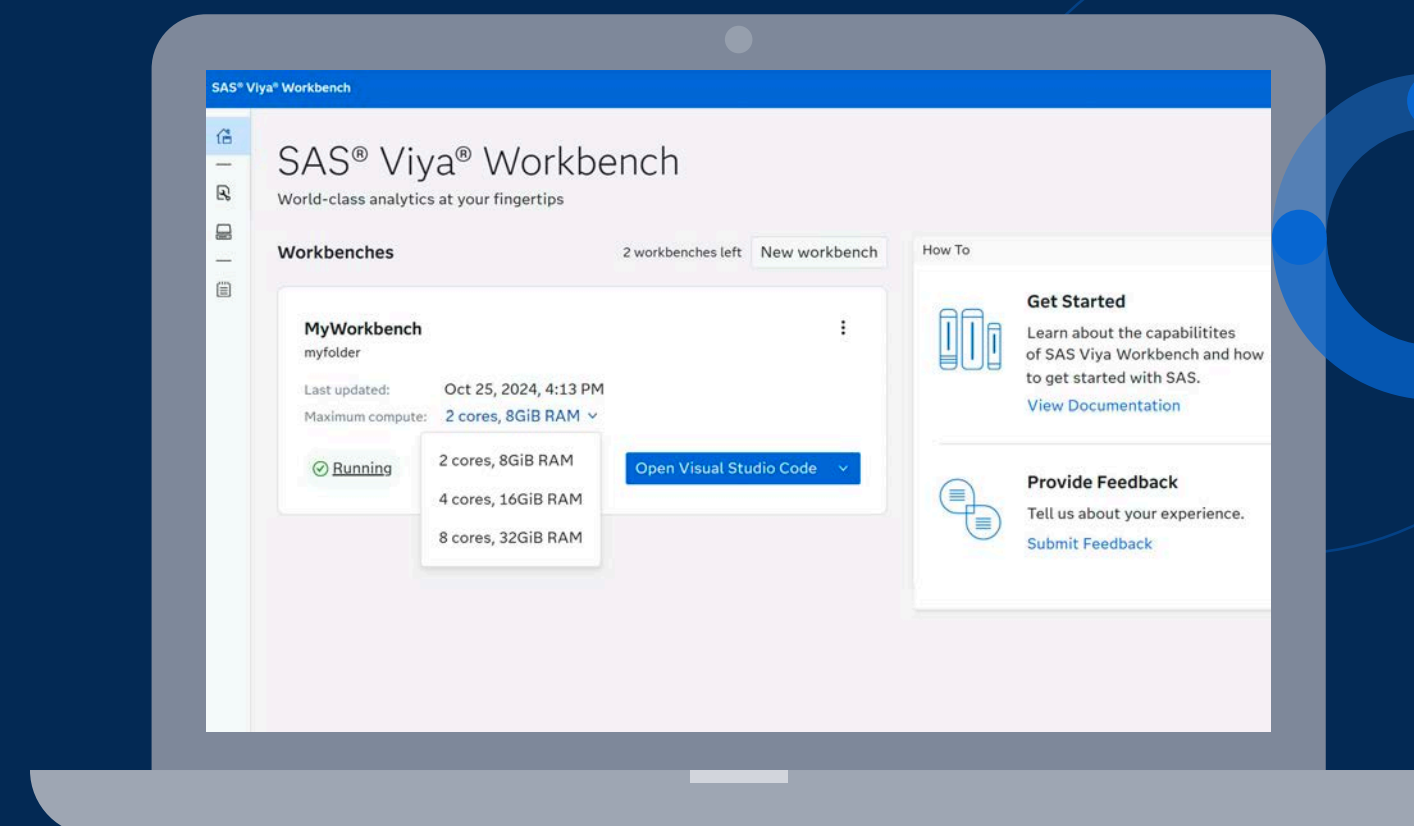 SAS® Viya® Workbench
SAS® Viya® Workbench
World-class analytics at your fingertips
Workbenches
2 workbenches left
New workbench
MyWorkbench
myfolder
Last updated: Oct 25, 2024, 4:13 PM
Maximum compute: 2 cores, 8GiB RAM
2 cores, 8GiB RAM
4 cores, 16GiB RAM
8 cores, 32GiB RAM
Running
Open Visual Studio Code
How To
Get Started
Learn about the capabilitites
of SAS Viya Workbench and how
to get started with SAS.
View Documentation
Provide Feedback
Tell us about your experience.
Submit Feedback